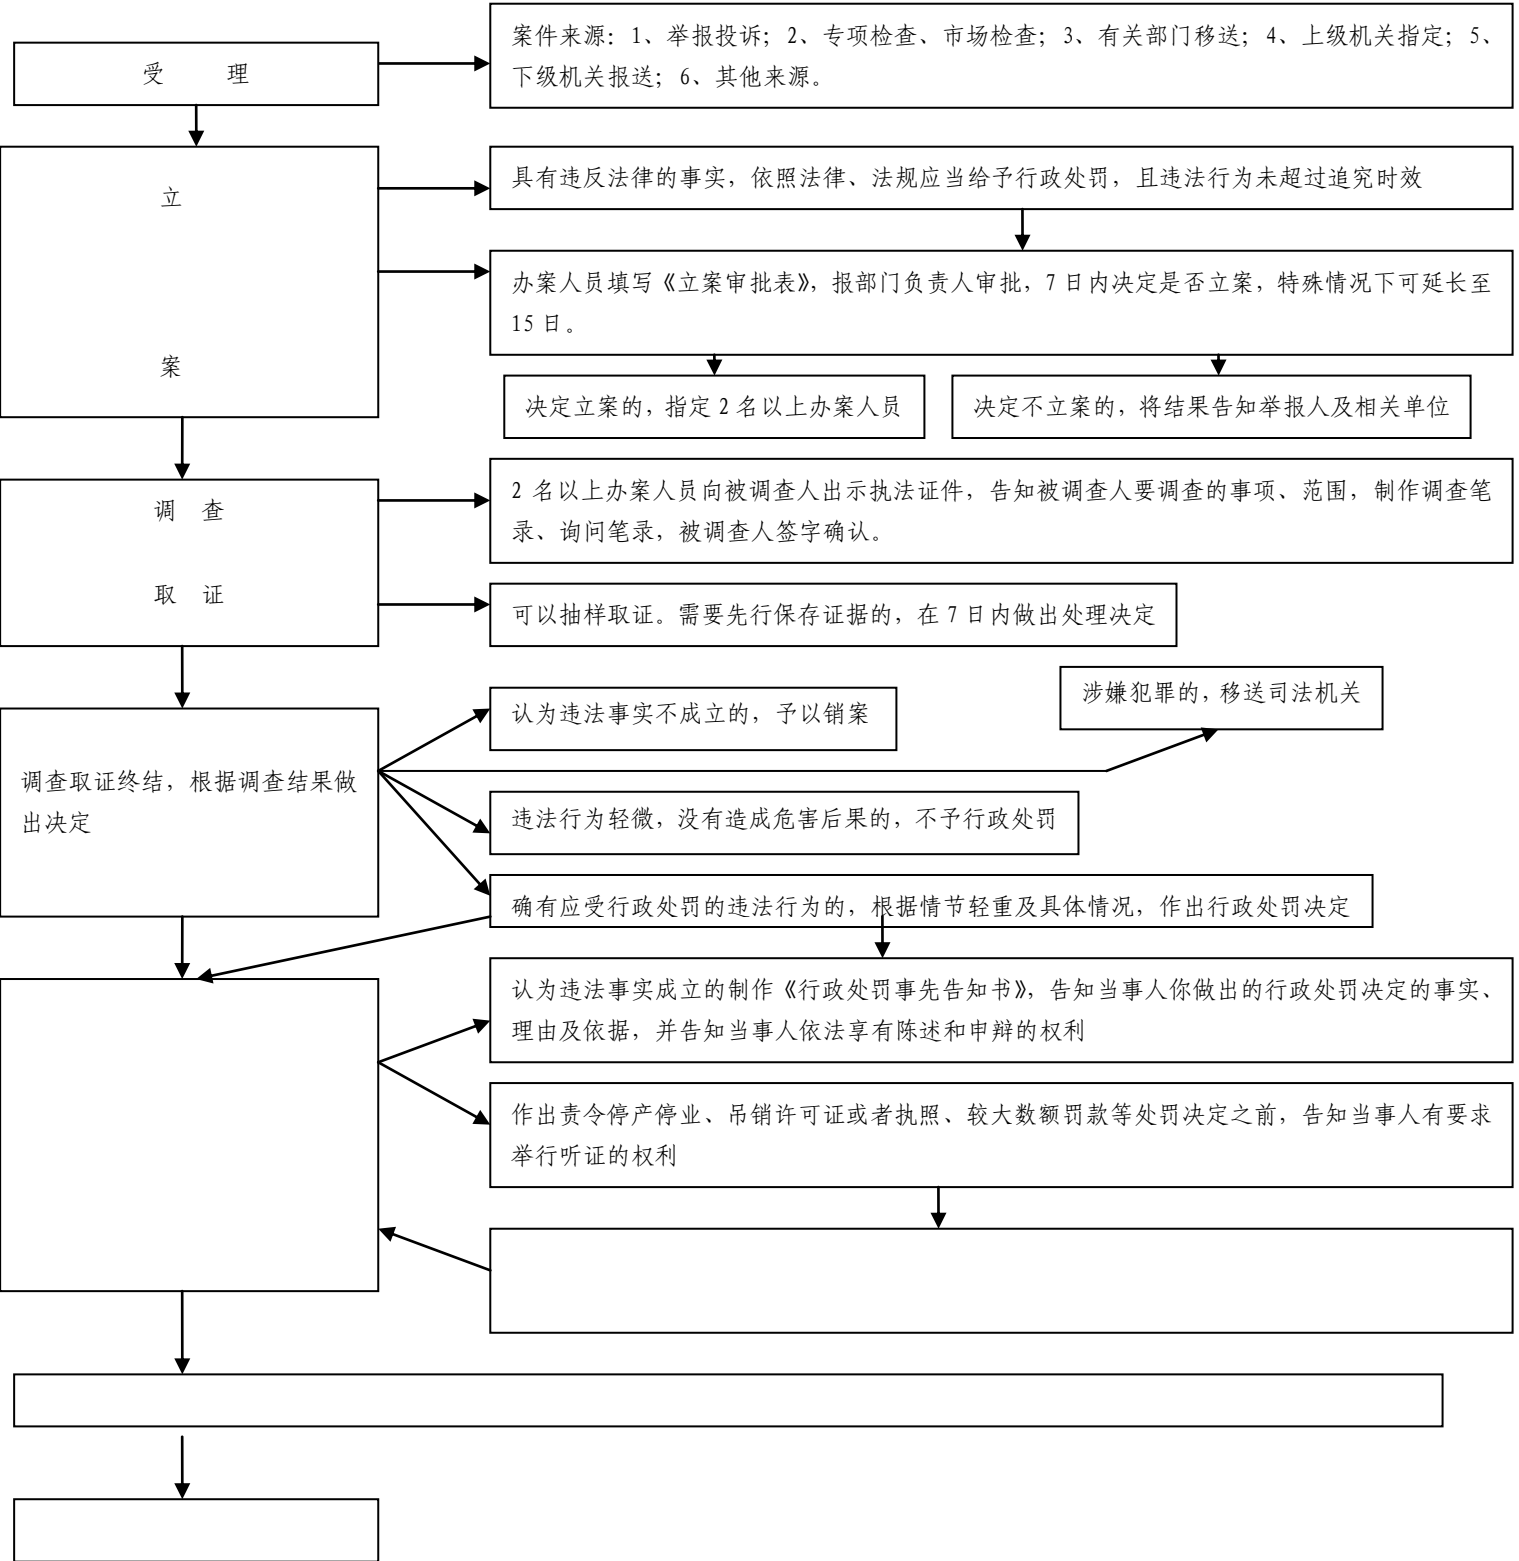 受 理
案件来源：1、举报投诉；2、专项检查、市场检查；3、有关部门移送；4、上级机关指定；5、
下级机关报送；6、其他来源。
立
案
具有违反法律的事实，依照法律、法规应当给予行政处罚，且违法行为未超过追究时效
办案人员填写《立案审批表》，报部门负责人审批，7 日内决定是否立案，特殊情况下可延长至
15 日。
决定立案的，指定 2 名以上办案人员
决定不立案的，将结果告知举报人及相关单位
调 查
取 证
2 名以上办案人员向被调查人出示执法证件，告知被调查人要调查的事项、范围，制作调查笔
录、询问笔录，被调查人签字确认。
可以抽样取证。需要先行保存证据的，在 7 日内做出处理决定
调查取证终结，根据调查结果做
出决定
认为违法事实不成立的，予以销案
涉嫌犯罪的，移送司法机关
违法行为轻微，没有造成危害后果的，不予行政处罚
确有应受行政处罚的违法行为的，根据情节轻重及具体情况，作出行政处罚决定
认为违法事实成立的制作《行政处罚事先告知书》，告知当事人你做出的行政处罚决定的事实、
理由及依据，并告知当事人依法享有陈述和申辩的权利
作出责令停产停业、吊销许可证或者执照、较大数额罚款等处罚决定之前，告知当事人有要求
举行听证的权利